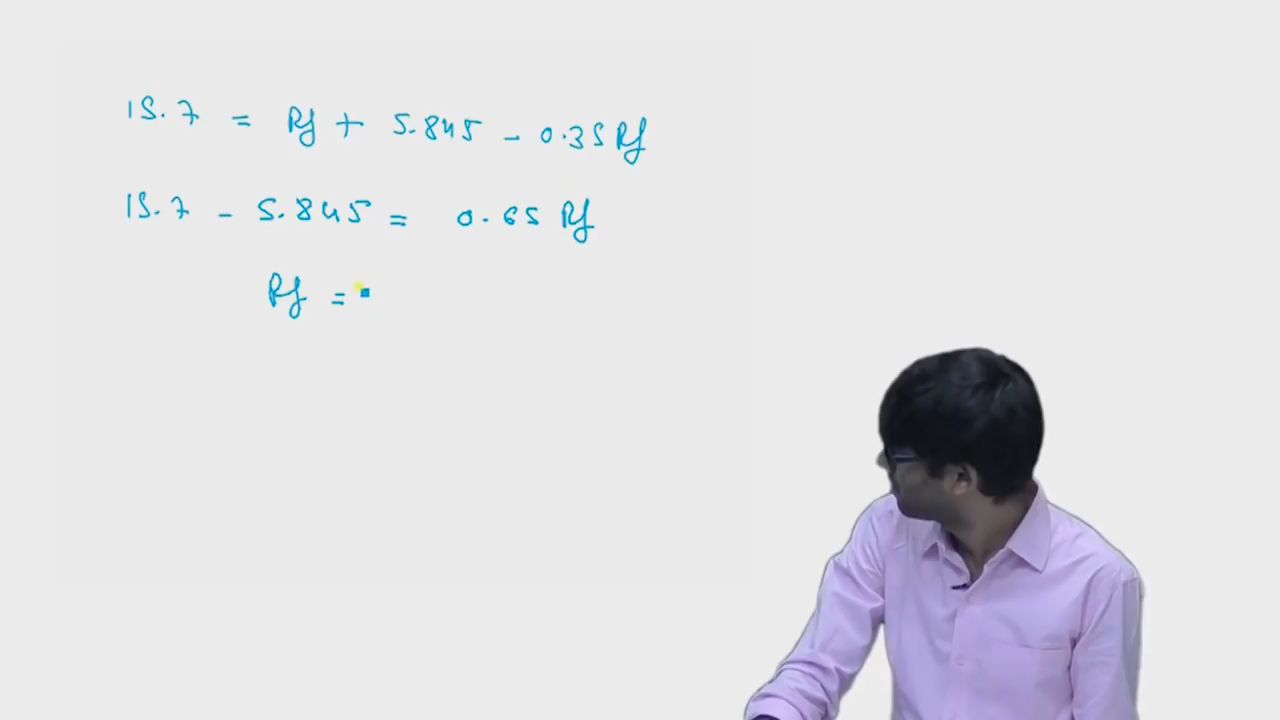 15.7 = Rf + 5.845 - 0.35 Rf
15.7 - 5.845 = 0.65 Rf
Rf =